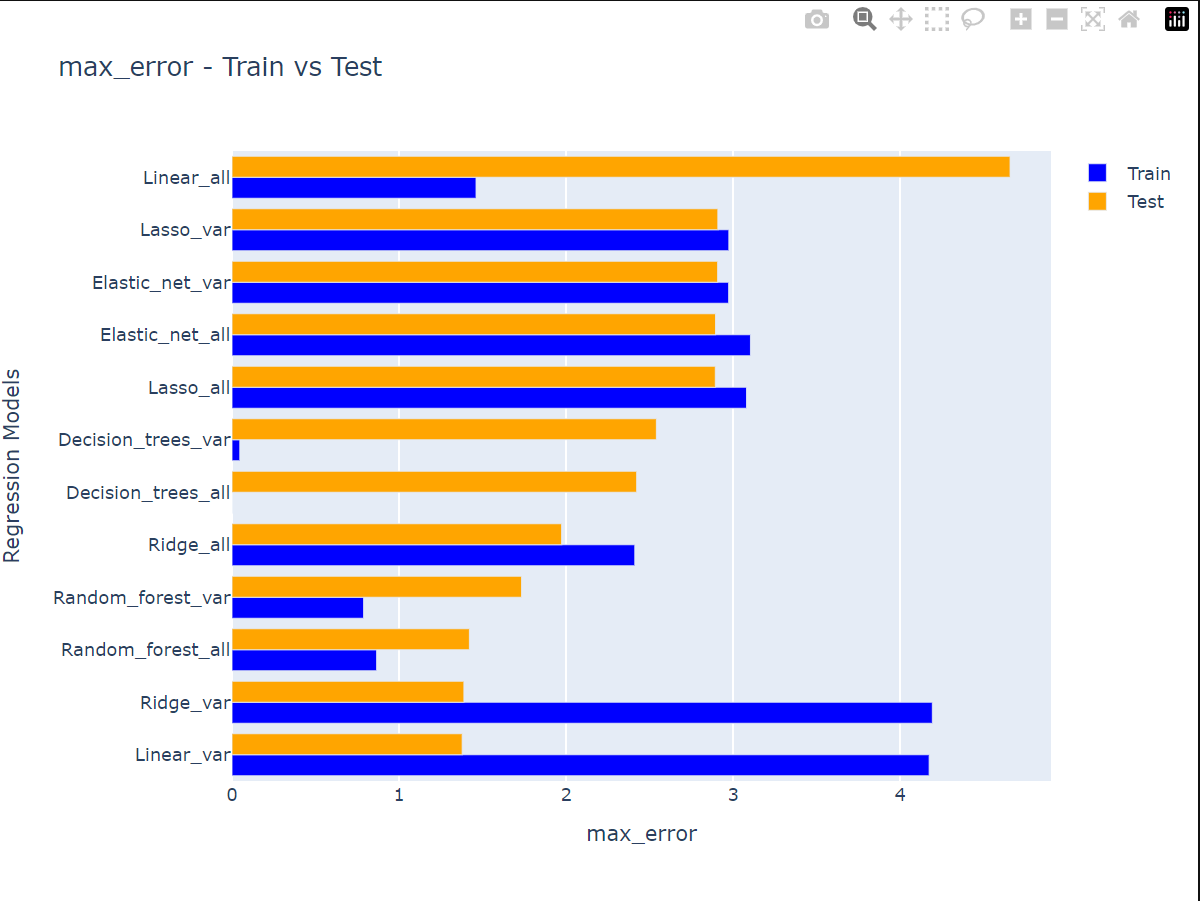 max_error - Train vs Test
Train
Test
Regression Models
Linear_all
Lasso_var
Elastic_net_var
Elastic_net_all
Lasso_all
Decision_trees_var
Decision_trees_all
Ridge_all
Random_forest_var
Random_forest_all
Ridge_var
Linear_var
0 1 2 3 4
max_error